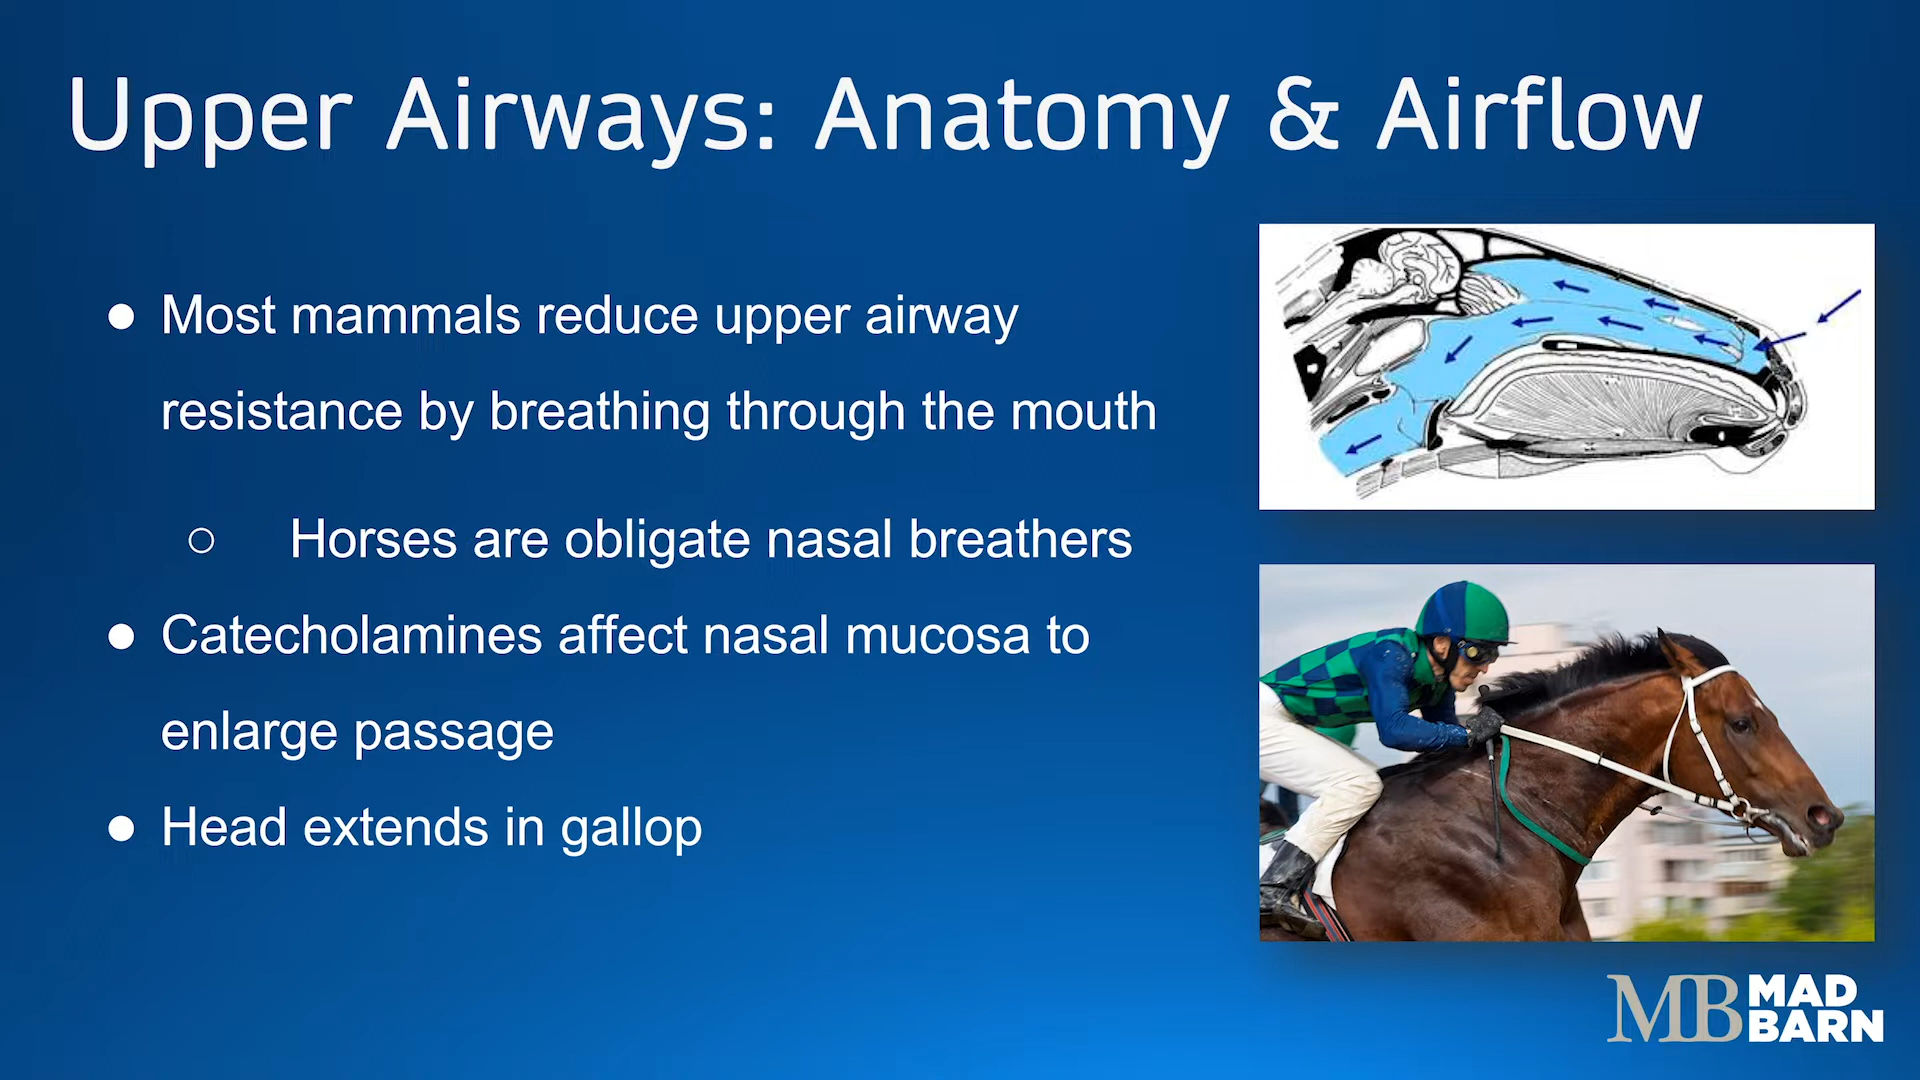 Upper Airways: Anatomy & Airflow
● Most mammals reduce upper airway
resistance by breathing through the mouth
○ Horses are obligate nasal breathers
● Catecholamines affect nasal mucosa to
enlarge passage
● Head extends in gallop
MB MAD
BARN